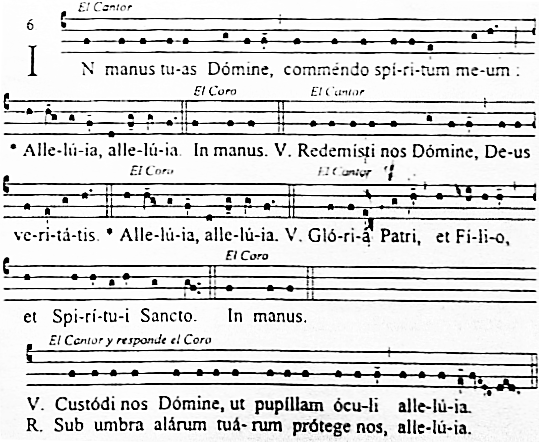 El Cantor
6
IN manus tu-as Dómine, comméndo spí-ri-tum me-um :
El Coro El Cantor
* Alle-lú-ia, alle-lú-ia. In manus. V. Redemísti nos Dómine, De-us
El Coro El Cantor
ve-ri-tá-tis. * Alle-lú-ia, alle-lú-ia. V. Gló-ri-a Patri, et Fí-li-o,
El Coro
et Spi-rí-tu-i Sancto. In manus.
El Cantor y responde el Coro
V. Custódi nos Dómine, ut pupíllam ócu-li alle-lú-ia.
R. Sub umbra alárum tuá-rum prótege nos, alle-lú-ia.